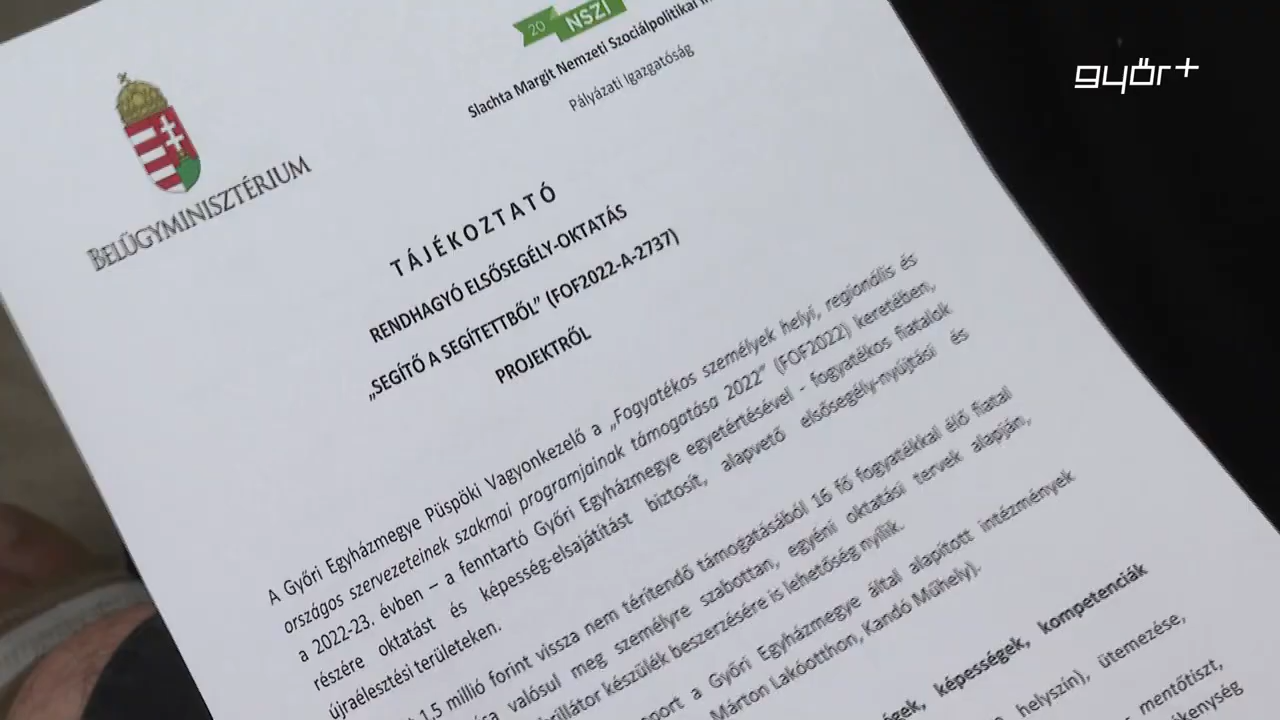 győr+
20 NSZI
Slachta Margit Nemzeti Szociálpolitikai
Pályázati Igazgatóság
BELÜGYMINISZTÉRIUM
TÁJÉKOZTATÓ
RENDHAGYÓ ELSŐSEGÉLY-OKTATÁS
„SEGÍTŐ A SEGÍTETTBŐL” (FOF2022-A-2737)
PROJEKTRŐL
A Győri Egyházmegye Püspöki Vagyonkezelő a „Fogyatékos személyek helyi, regionális és
országos szervezeteinek szakmai programjainak támogatása 2022” (FOF2022) keretében,
a 2022-23. évben – a fenntartó Győri Egyházmegye egyetértésével - fogyatékos fiatalok
részére oktatást és képesség-elsajátítást biztosít, alapvető elsősegély-nyújtási és
újraélesztési területeken.
1,5 millió forint vissza nem térítendő támogatásából 16 fő fogyatékkal élő fiatal
valósul meg személyre szabottan, egyéni oktatási tervek alapján,
készülék beszerzésére is lehetőség nyílik.
a Győri Egyházmegye által alapított intézmények
Márton Lakóotthon, Kandó Műhely).
képességek, kompetenciák
helyszín), ütemezése,
mentőtiszt,